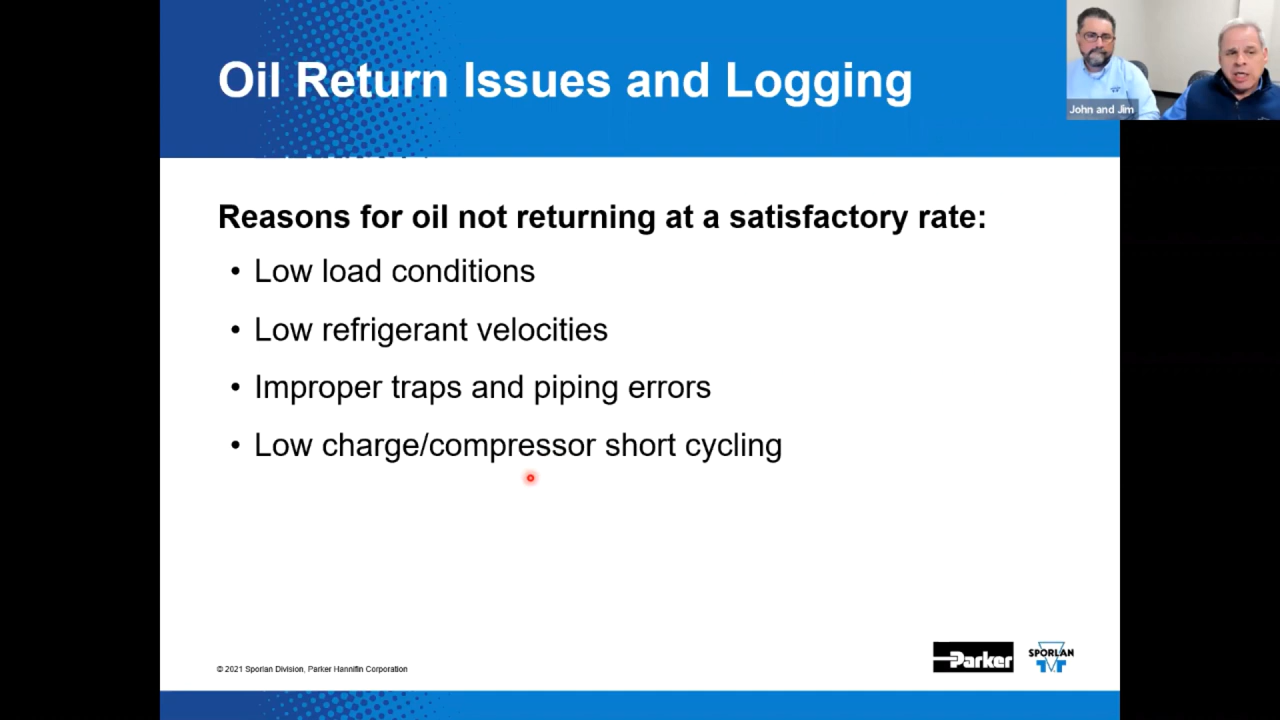 Oil Return Issues and Logging
John and Jim
Reasons for oil not returning at a satisfactory rate:
• Low load conditions
• Low refrigerant velocities
• Improper traps and piping errors
• Low charge/compressor short cycling
© 2021 Sporlan Division, Parker Hannifin Corporation
Parker
SPORLAN